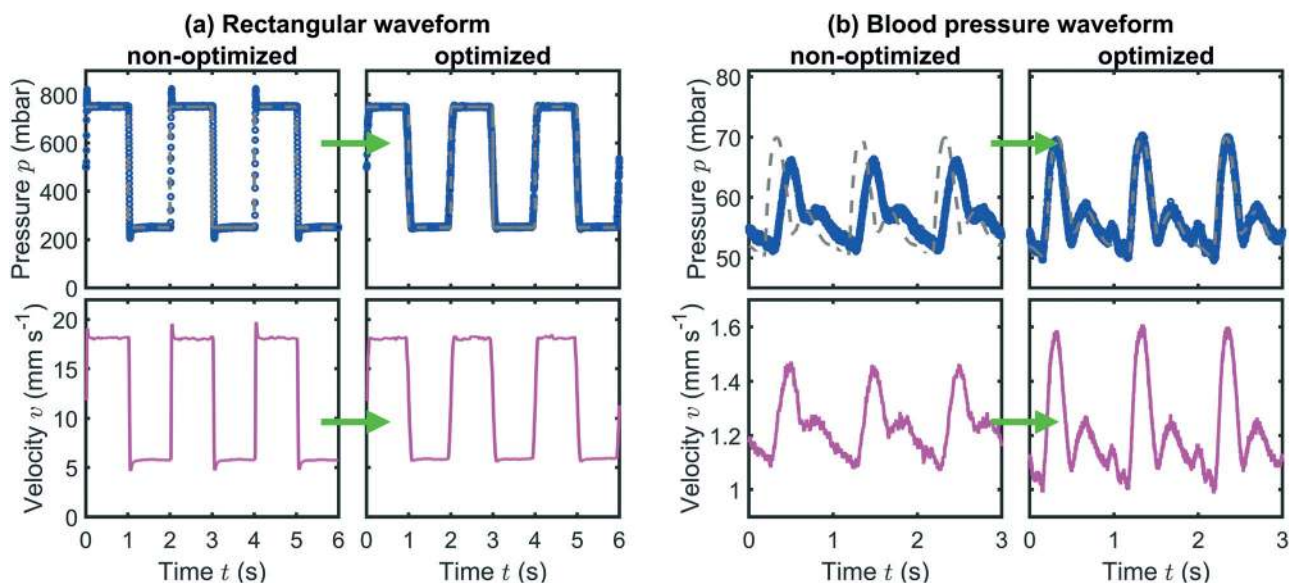 (a) Rectangular waveform
non-optimized optimized
Pressure p (mbar)
800
600
400
200
0
Velocity v (mm s⁻¹)
20
15
10
5
0
0 1 2 3 4 5 6 0 1 2 3 4 5 6
Time t (s) Time t (s)
(b) Blood pressure waveform
non-optimized optimized
Pressure p (mbar)
80
70
60
50
Velocity v (mm s⁻¹)
1.6
1.4
1.2
1
0 1 2 3 0 1 2 3
Time t (s) Time t (s)